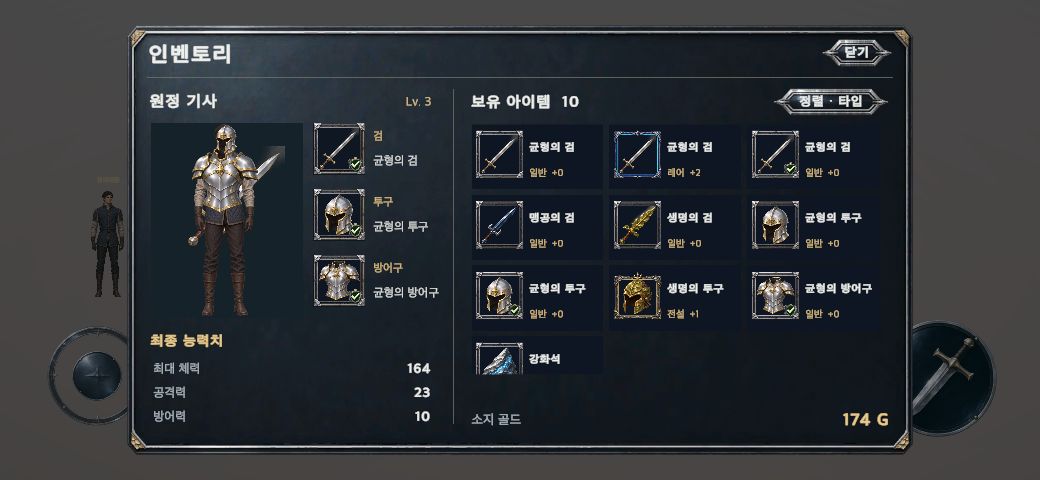 인벤토리
닫기
원정 기사
Lv. 3
검
균형의 검
투구
균형의 투구
방어구
균형의 방어구
최종 능력치
최대 체력 164
공격력 23
방어력 10
보유 아이템 10
정렬 · 타입
균형의 검
일반 +0
균형의 검
레어 +2
균형의 검
일반 +0
맹공의 검
일반 +0
생명의 검
일반 +0
균형의 투구
일반 +0
균형의 투구
일반 +0
생명의 투구
전설 +1
균형의 방어구
일반 +0
강화석
소지 골드
174 G